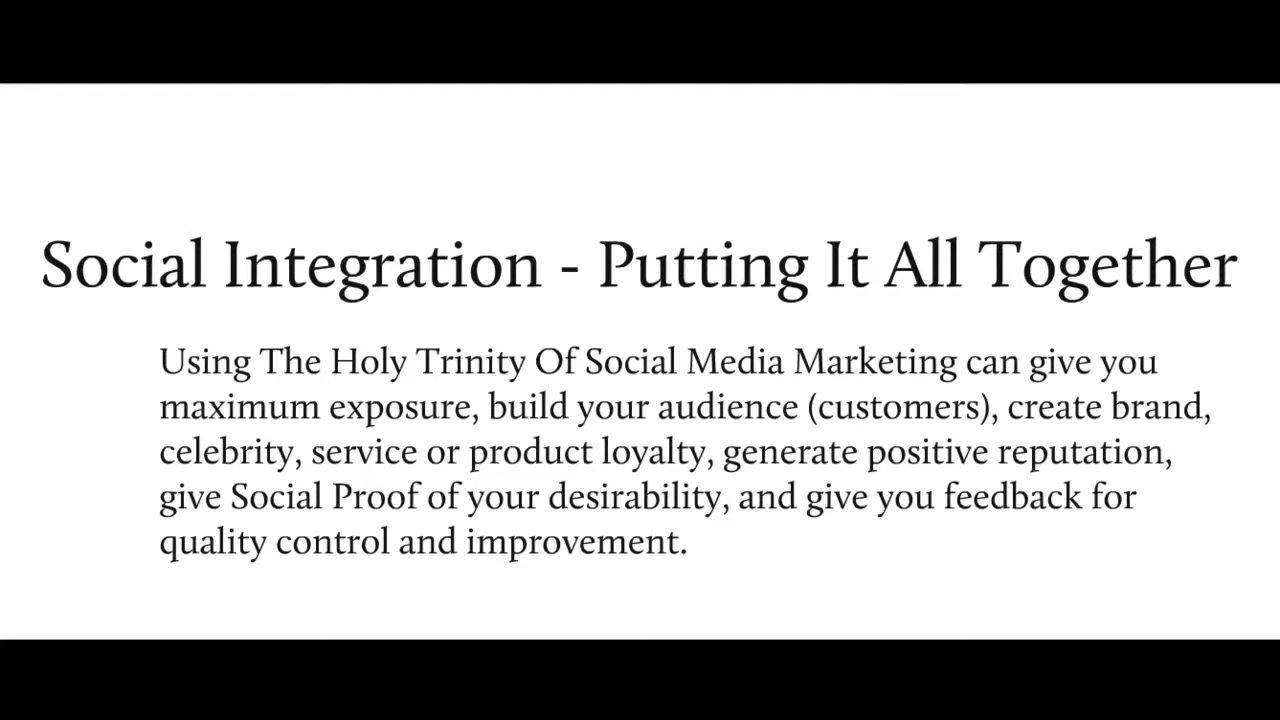 Social Integration - Putting It All Together
Using The Holy Trinity Of Social Media Marketing can give you
maximum exposure, build your audience (customers), create brand,
celebrity, service or product loyalty, generate positive reputation,
give Social Proof of your desirability, and give you feedback for
quality control and improvement.